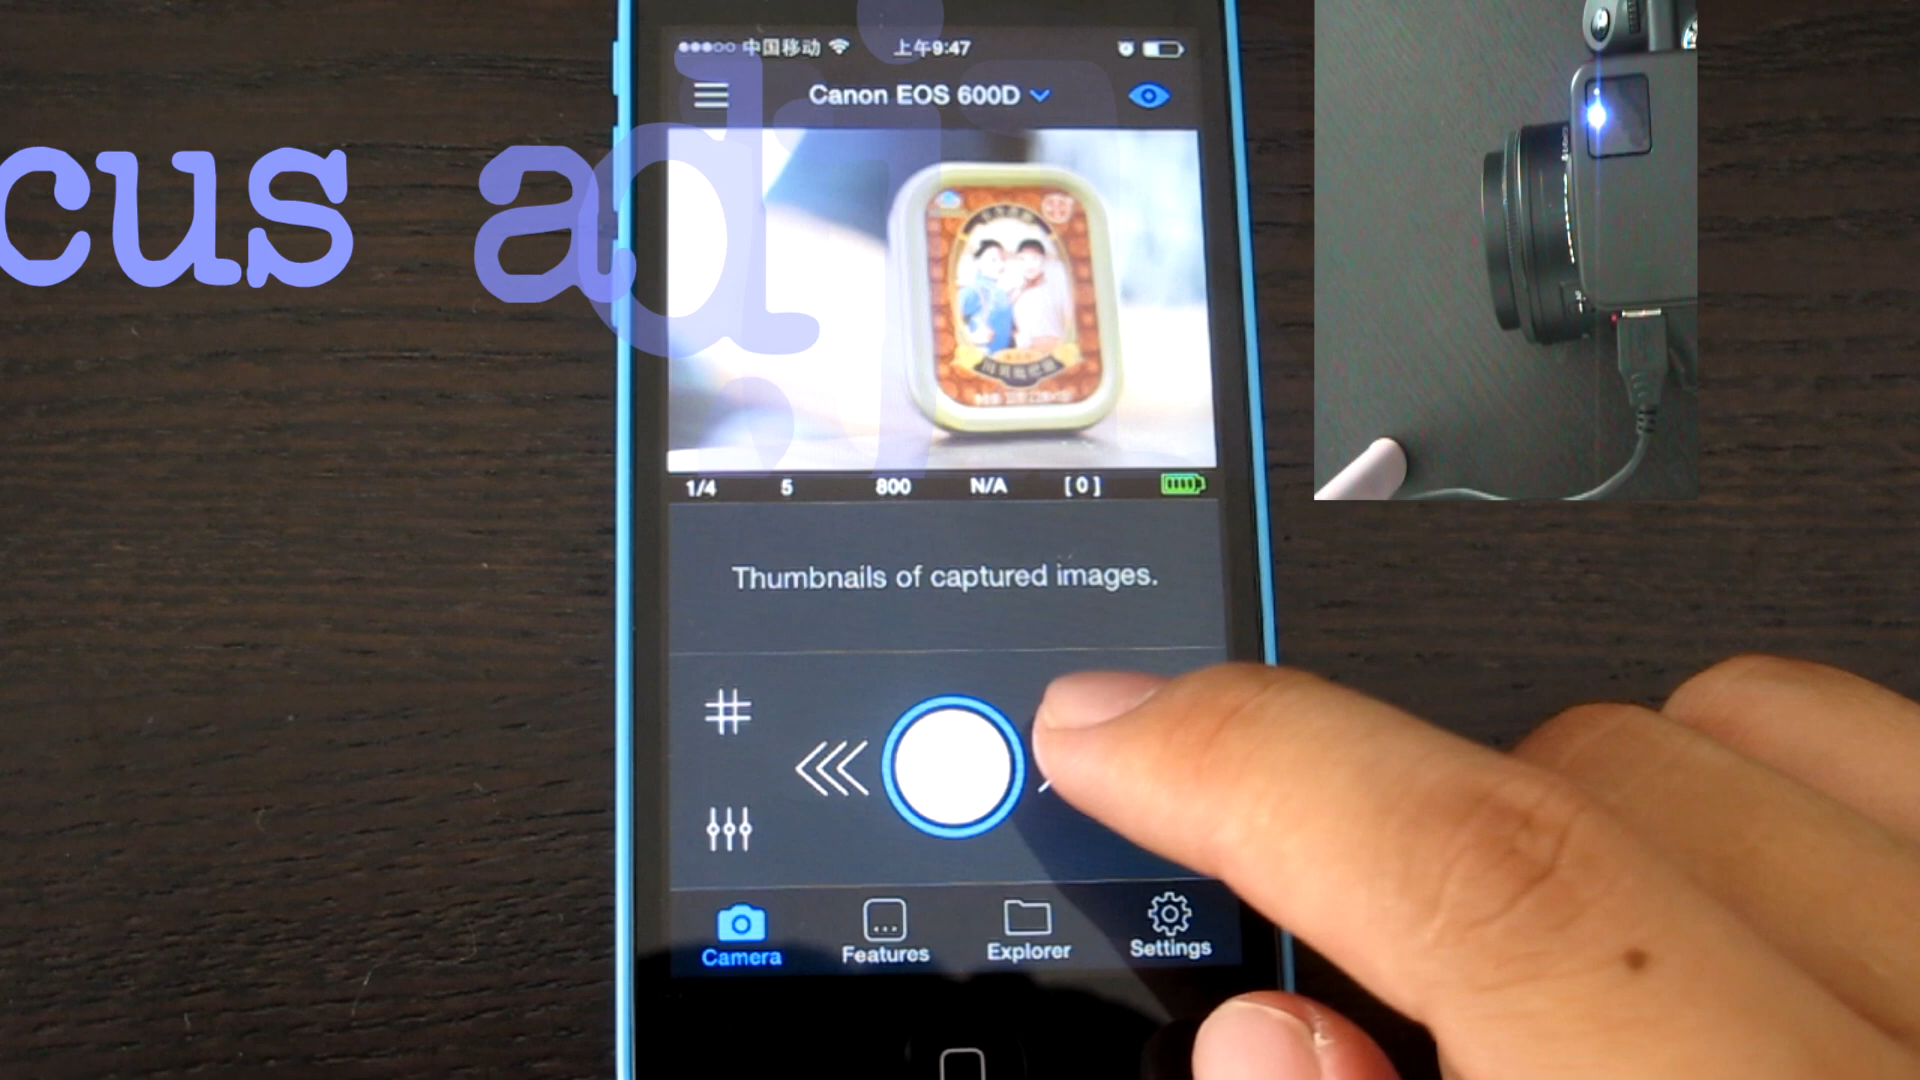 中国移动 上午9:47
Canon EOS 600D
cus adj
1/4 5 800 N/A [ 0 ]
Thumbnails of captured images.
Camera Features Explorer Settings